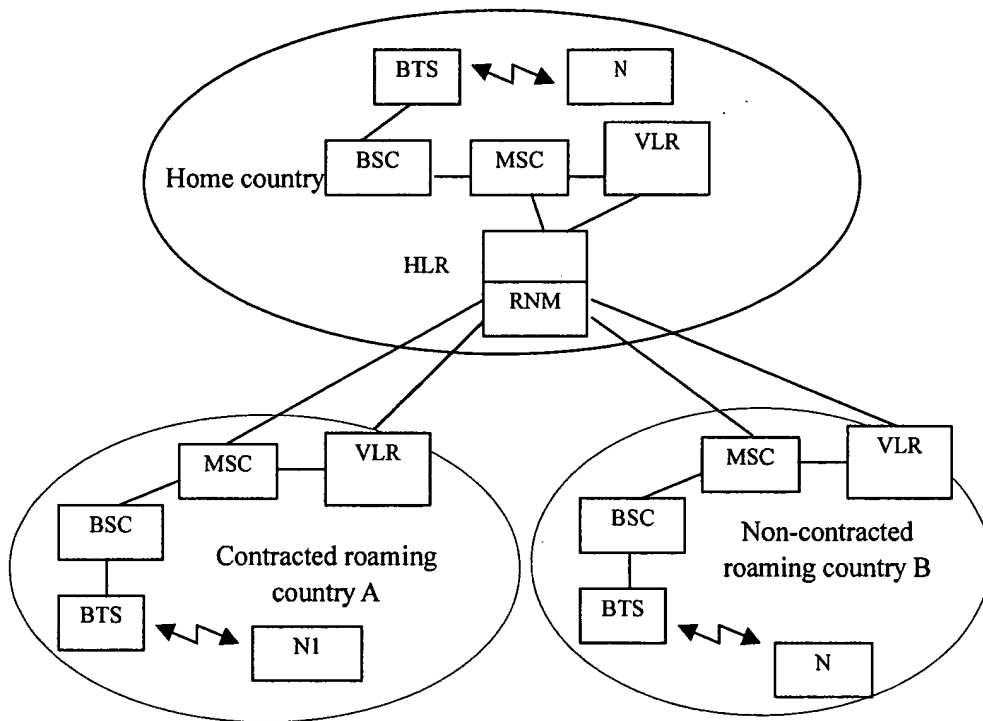 BTS
N
BSC
MSC
VLR
Home country
HLR
RNM
MSC
VLR
BSC
Contracted roaming
country A
BTS
N1
MSC
VLR
BSC
Non-contracted
roaming country B
BTS
N